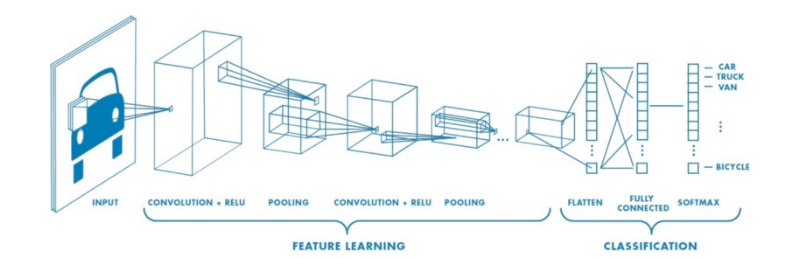 CAR
TRUCK
VAN
BICYCLE
INPUT
CONVOLUTION + RELU
POOLING
CONVOLUTION + RELU
POOLING
FLATTEN
FULLY
CONNECTED
SOFTMAX
FEATURE LEARNING
CLASSIFICATION